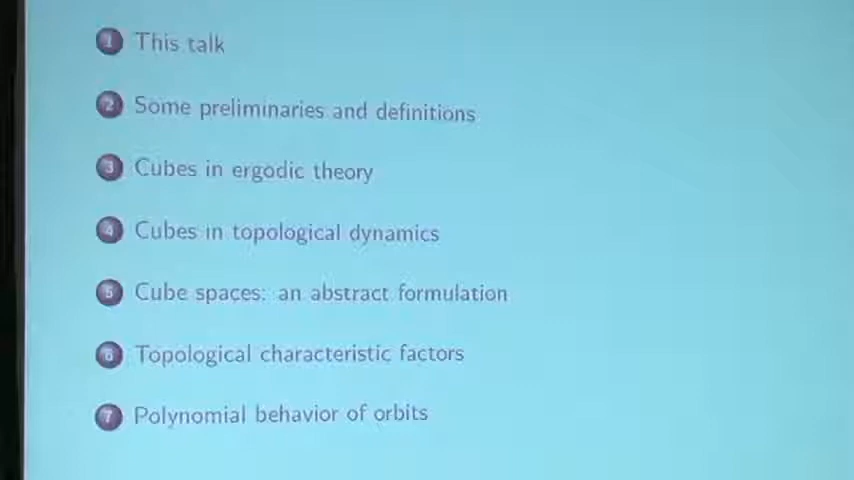 1 This talk
2 Some preliminaries and definitions
3 Cubes in ergodic theory
4 Cubes in topological dynamics
5 Cube spaces: an abstract formulation
6 Topological characteristic factors
7 Polynomial behavior of orbits